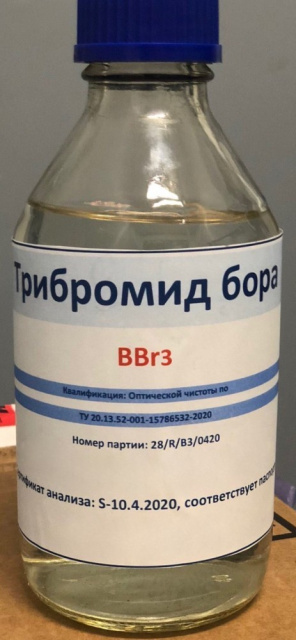 Трибромид бора
BBr3
Квалификация: Оптической чистоты по
ТУ 20.13.52-001-15786532-2020
Номер партии: 28/R/B3/0420
анализа: S-10.4.2020, соответствует